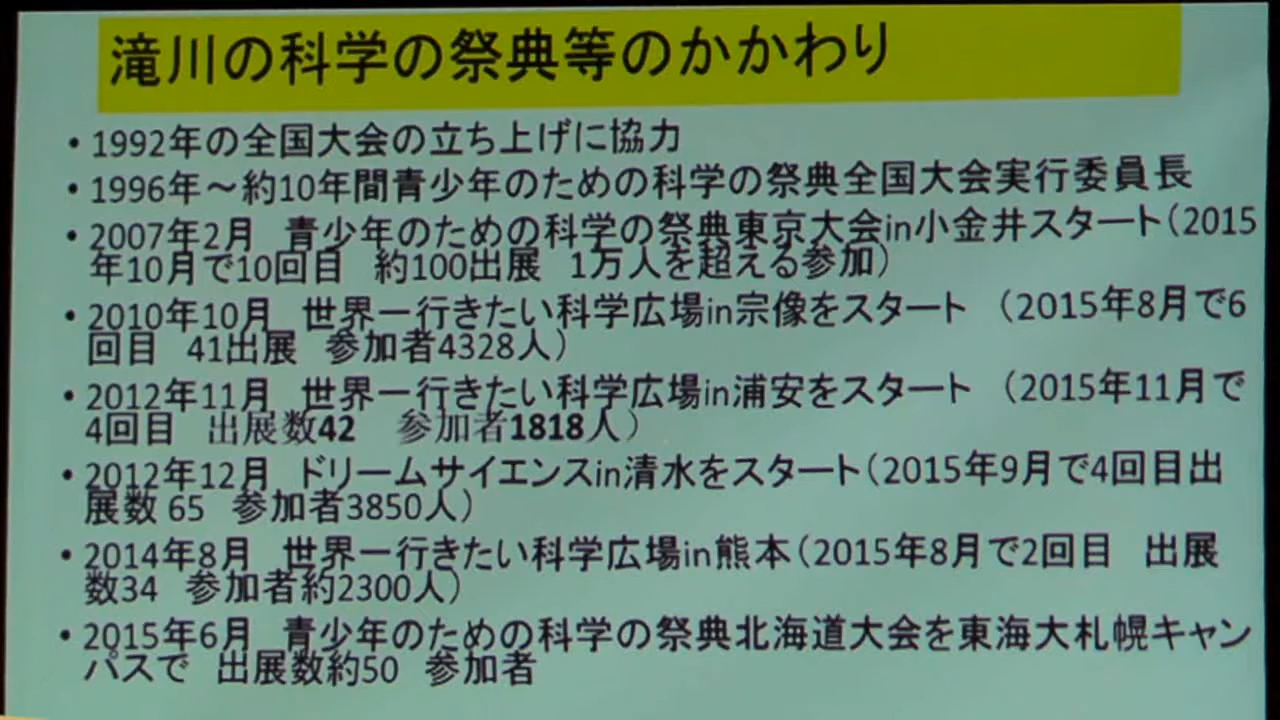 滝川の科学の祭典等のかかわり
• 1992年の全国大会の立ち上げに協力
• 1996年～約10年間青少年のための科学の祭典全国大会実行委員長
• 2007年2月　青少年のための科学の祭典東京大会in小金井スタート（2015
年10月で10回目　約100出展　1万人を超える参加）
• 2010年10月　世界一行きたい科学広場in宗像をスタート　（2015年8月で6
回目　41出展　参加者4328人）
• 2012年11月　世界一行きたい科学広場in浦安をスタート　（2015年11月で
4回目　出展数42　参加者1818人）
• 2012年12月　ドリームサイエンスin清水をスタート（2015年9月で4回目出
展数 65　参加者3850人）
• 2014年8月　世界一行きたい科学広場in熊本（2015年8月で2回目　出展
数34　参加者約2300人）
• 2015年6月　青少年のための科学の祭典北海道大会を東海大札幌キャン
パスで　出展数約50　参加者